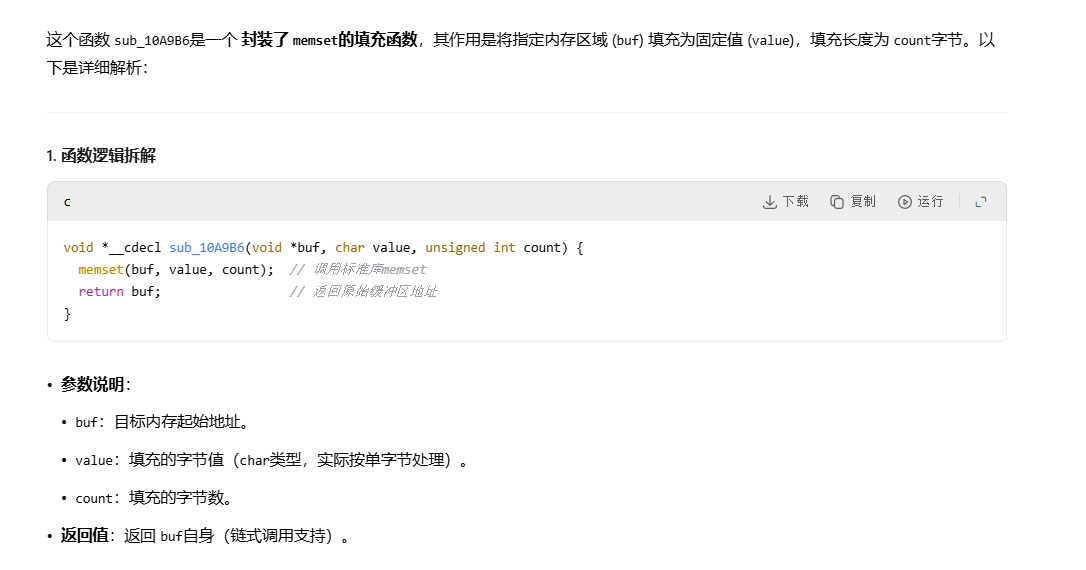 这个函数 sub_10A9B6是一个 封装了 memset的填充函数，其作用是将指定内存区域 (buf) 填充为固定值 (value)，填充长度为 count字节。以
下是详细解析：
1. 函数逻辑拆解
c 下载 复制 运行
void *__cdecl sub_10A9B6(void *buf, char value, unsigned int count) {
  memset(buf, value, count);  // 调用标准库memset
  return buf;                 // 返回原始缓冲区地址
}
• 参数说明：
• buf：目标内存起始地址。
• value：填充的字节值（char类型，实际按单字节处理）。
• count：填充的字节数。
• 返回值：返回 buf自身（链式调用支持）。